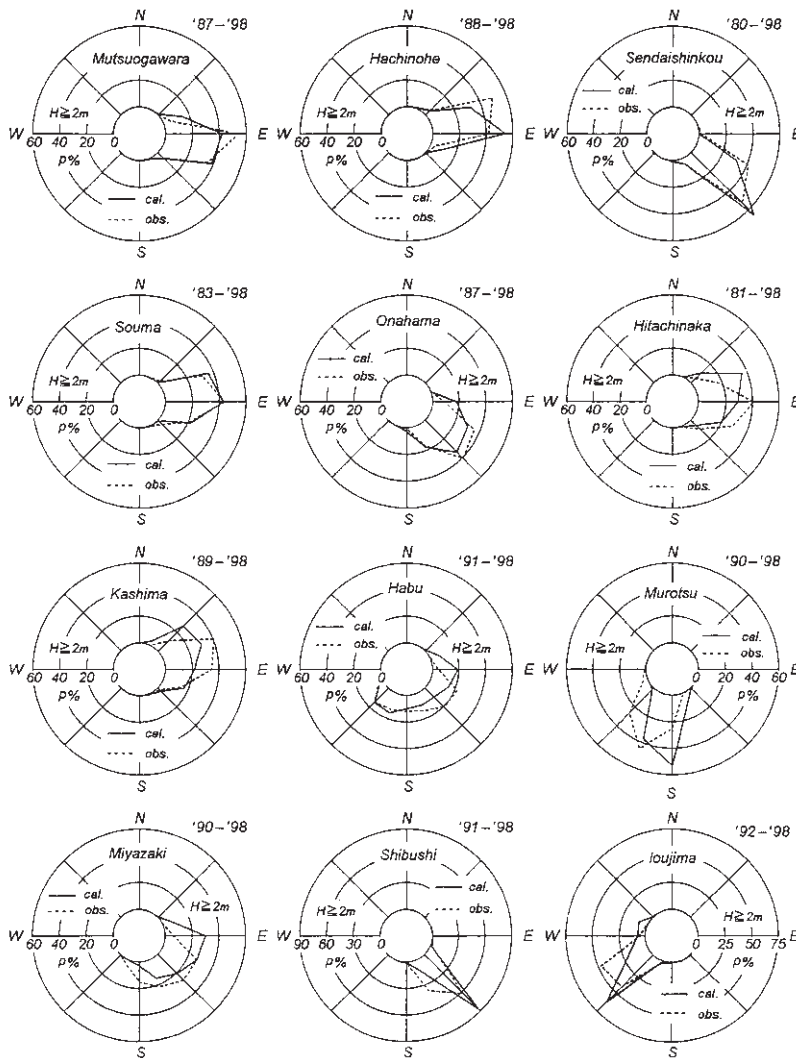 '87–'98
N
Mutsuogawara
H≧2m
W
E
60 40 20 0
P%
cal.
obs.
S
'88–'98
N
Hachinohe
H≧2m
W
E
60 40 20 0
P%
cal.
obs.
S
'80–'98
N
Sendaishinkou
cal.
obs.
H≧2m
W
E
60 40 20 0
P%
S
'83–'98
N
Souma
H≧2m
W
E
60 40 20 0
P%
cal.
obs.
S
'87–'98
N
Onahama
cal.
obs.
H≧2m
W
E
60 40 20 0
P%
S
'81–'98
N
Hitachinaka
H≧2m
W
E
60 40 20 0
P%
cal.
obs.
S
'89–'98
N
Kashima
H≧2m
W
E
60 40 20 0
P%
cal.
obs.
S
'91–'98
N
Habu
cal.
obs.
H≧2m
W
E
60 40 20 0
P%
S
'90–'98
N
Murotsu
H≧2m
cal.
obs.
W
E
0 20 40 60
P%
S
'90–'98
N
Miyazaki
cal.
obs.
H≧2m
W
E
60 40 20 0
P%
S
'91–'98
N
Shibushi
H≧2m
cal.
obs.
W
E
90 60 30 0
P%
S
'92–'98
N
Ioujima
H≧2m
W
E
0 25 50 75
P%
cal.
obs.
S